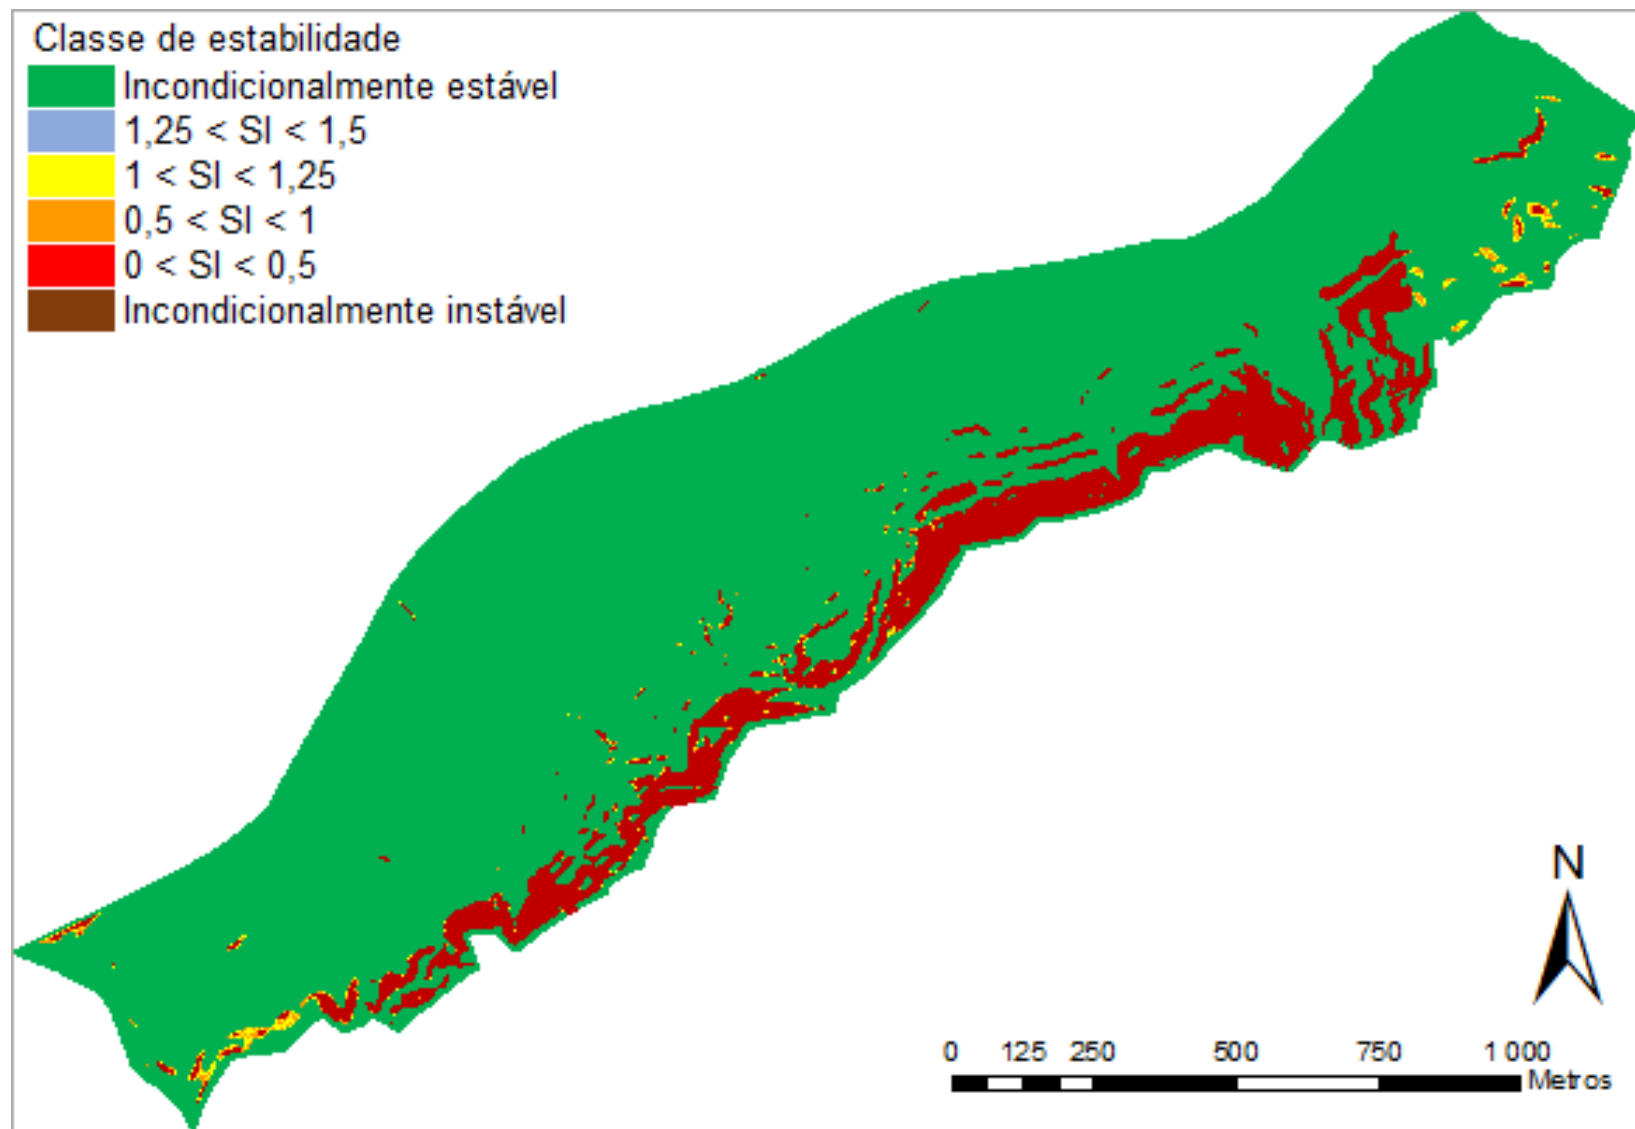 Classe de estabilidade
Incondicionalmente estável
1,25 < SI < 1,5
1 < SI < 1,25
0,5 < SI < 1
0 < SI < 0,5
Incondicionalmente instável
N
0 125 250 500 750 1 000
Metros